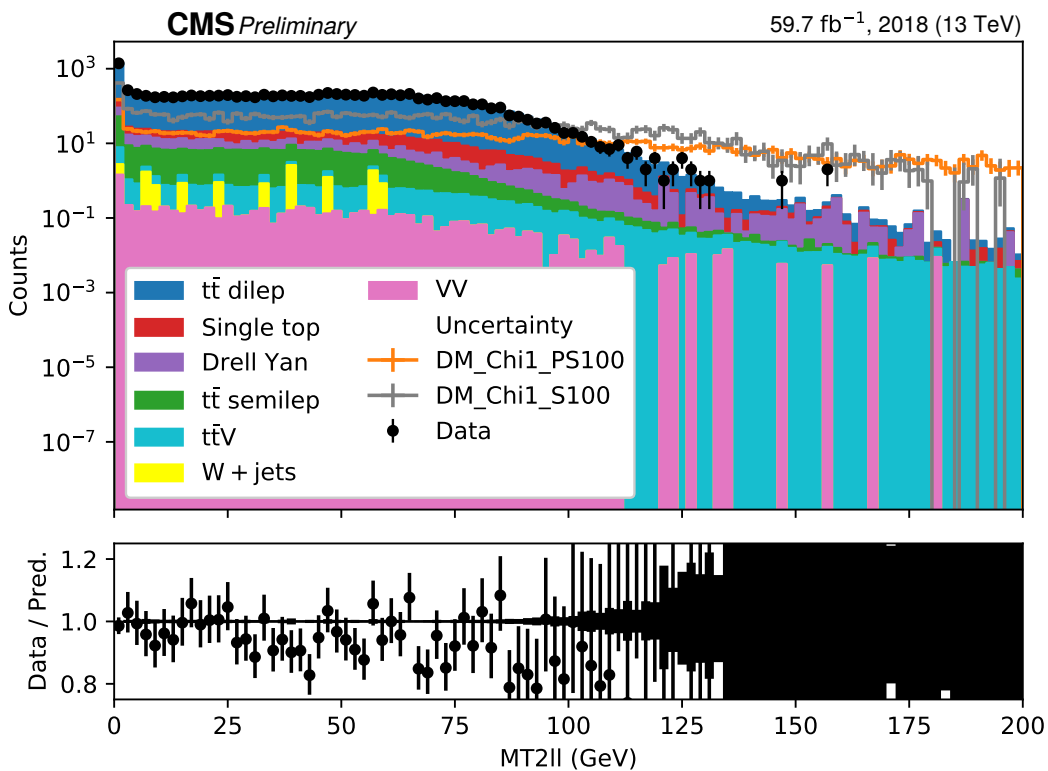 CMS Preliminary
59.7 fb⁻¹, 2018 (13 TeV)
Counts
10³
10¹
10⁻¹
10⁻³
10⁻⁵
10⁻⁷
tt̄ dilep
Single top
Drell Yan
tt̄ semilep
tt̄V
W + jets
VV
Uncertainty
DM_Chi1_PS100
DM_Chi1_S100
Data
Data / Pred.
1.2
1.0
0.8
0 25 50 75 100 125 150 175 200
MT2ll (GeV)